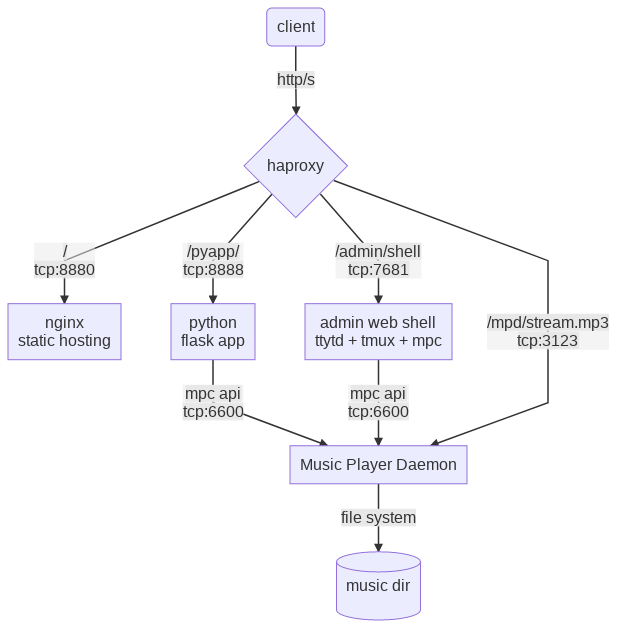 client
http/s
haproxy
/
tcp:8880
/pyapp/
tcp:8888
/admin/shell
tcp:7681
/mpd/stream.mp3
tcp:3123
nginx
static hosting
python
flask app
admin web shell
ttytd + tmux + mpc
mpc api
tcp:6600
mpc api
tcp:6600
Music Player Daemon
file system
music dir